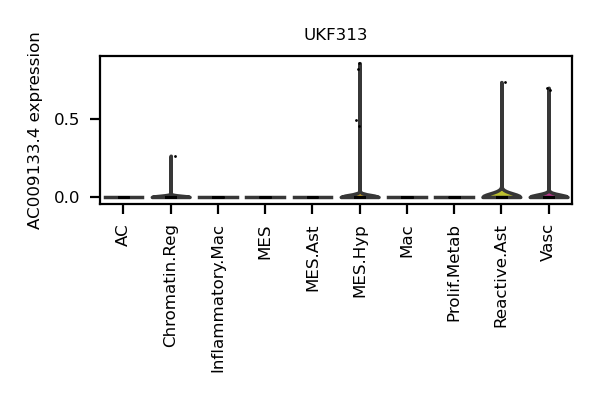 UKF313
AC009133.4 expression
0.5
0.0
AC
Chromatin.Reg
Inflammatory.Mac
MES
MES.Ast
MES.Hyp
Mac
Prolif.Metab
Reactive.Ast
Vasc